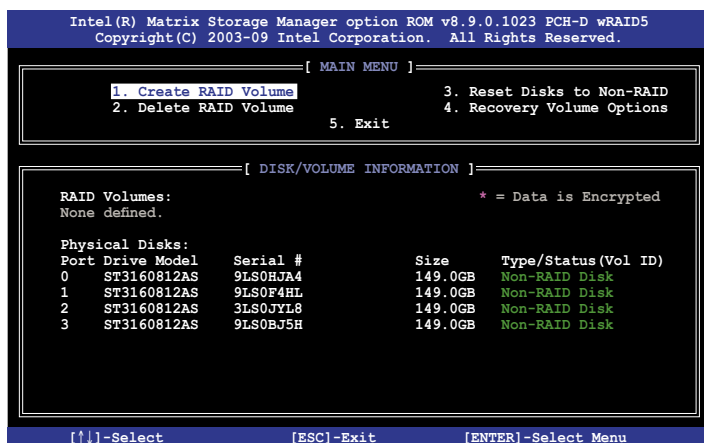 Intel(R) Matrix Storage Manager option ROM v8.9.0.1023 PCH-D wRAID5
Copyright(C) 2003-09 Intel Corporation. All Rights Reserved.
[ MAIN MENU ]
1. Create RAID Volume 3. Reset Disks to Non-RAID
2. Delete RAID Volume 4. Recovery Volume Options
5. Exit
[ DISK/VOLUME INFORMATION ]
RAID Volumes: * = Data is Encrypted
None defined.
Physical Disks:
Port Drive Model Serial # Size Type/Status(Vol ID)
0 ST3160812AS 9LS0HJA4 149.0GB Non-RAID Disk
1 ST3160812AS 9LS0F4HL 149.0GB Non-RAID Disk
2 ST3160812AS 3LS0JYL8 149.0GB Non-RAID Disk
3 ST3160812AS 9LS0BJ5H 149.0GB Non-RAID Disk
[↑↓]-Select [ESC]-Exit [ENTER]-Select Menu